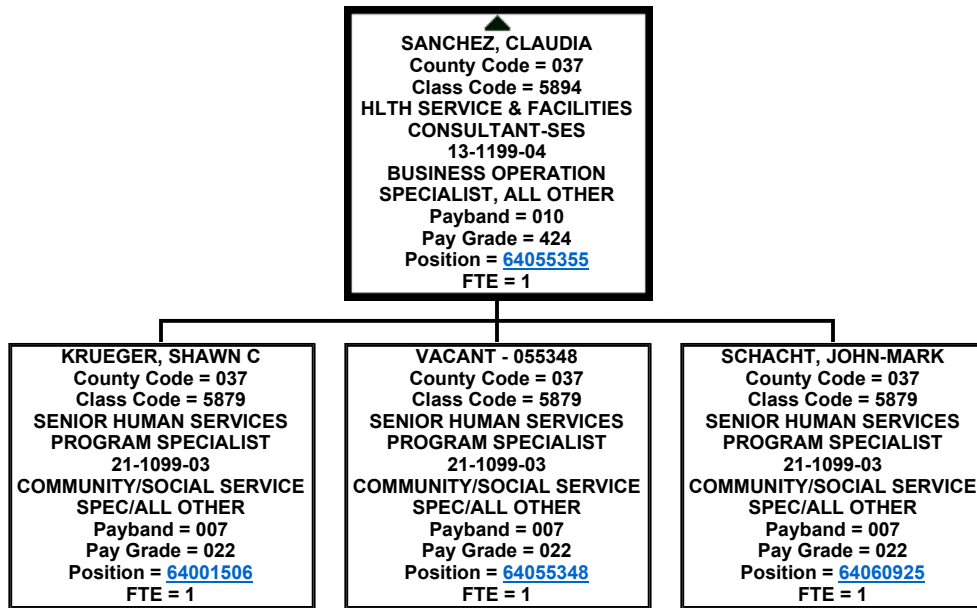 SANCHEZ, CLAUDIA
County Code = 037
Class Code = 5894
HLTH SERVICE & FACILITIES
CONSULTANT-SES
13-1199-04
BUSINESS OPERATION
SPECIALIST, ALL OTHER
Payband = 010
Pay Grade = 424
Position = 64055355
FTE = 1
KRUEGER, SHAWN C
County Code = 037
Class Code = 5879
SENIOR HUMAN SERVICES
PROGRAM SPECIALIST
21-1099-03
COMMUNITY/SOCIAL SERVICE
SPEC/ALL OTHER
Payband = 007
Pay Grade = 022
Position = 64001506
FTE = 1
VACANT - 055348
County Code = 037
Class Code = 5879
SENIOR HUMAN SERVICES
PROGRAM SPECIALIST
21-1099-03
COMMUNITY/SOCIAL SERVICE
SPEC/ALL OTHER
Payband = 007
Pay Grade = 022
Position = 64055348
FTE = 1
SCHACHT, JOHN-MARK
County Code = 037
Class Code = 5879
SENIOR HUMAN SERVICES
PROGRAM SPECIALIST
21-1099-03
COMMUNITY/SOCIAL SERVICE
SPEC/ALL OTHER
Payband = 007
Pay Grade = 022
Position = 64060925
FTE = 1